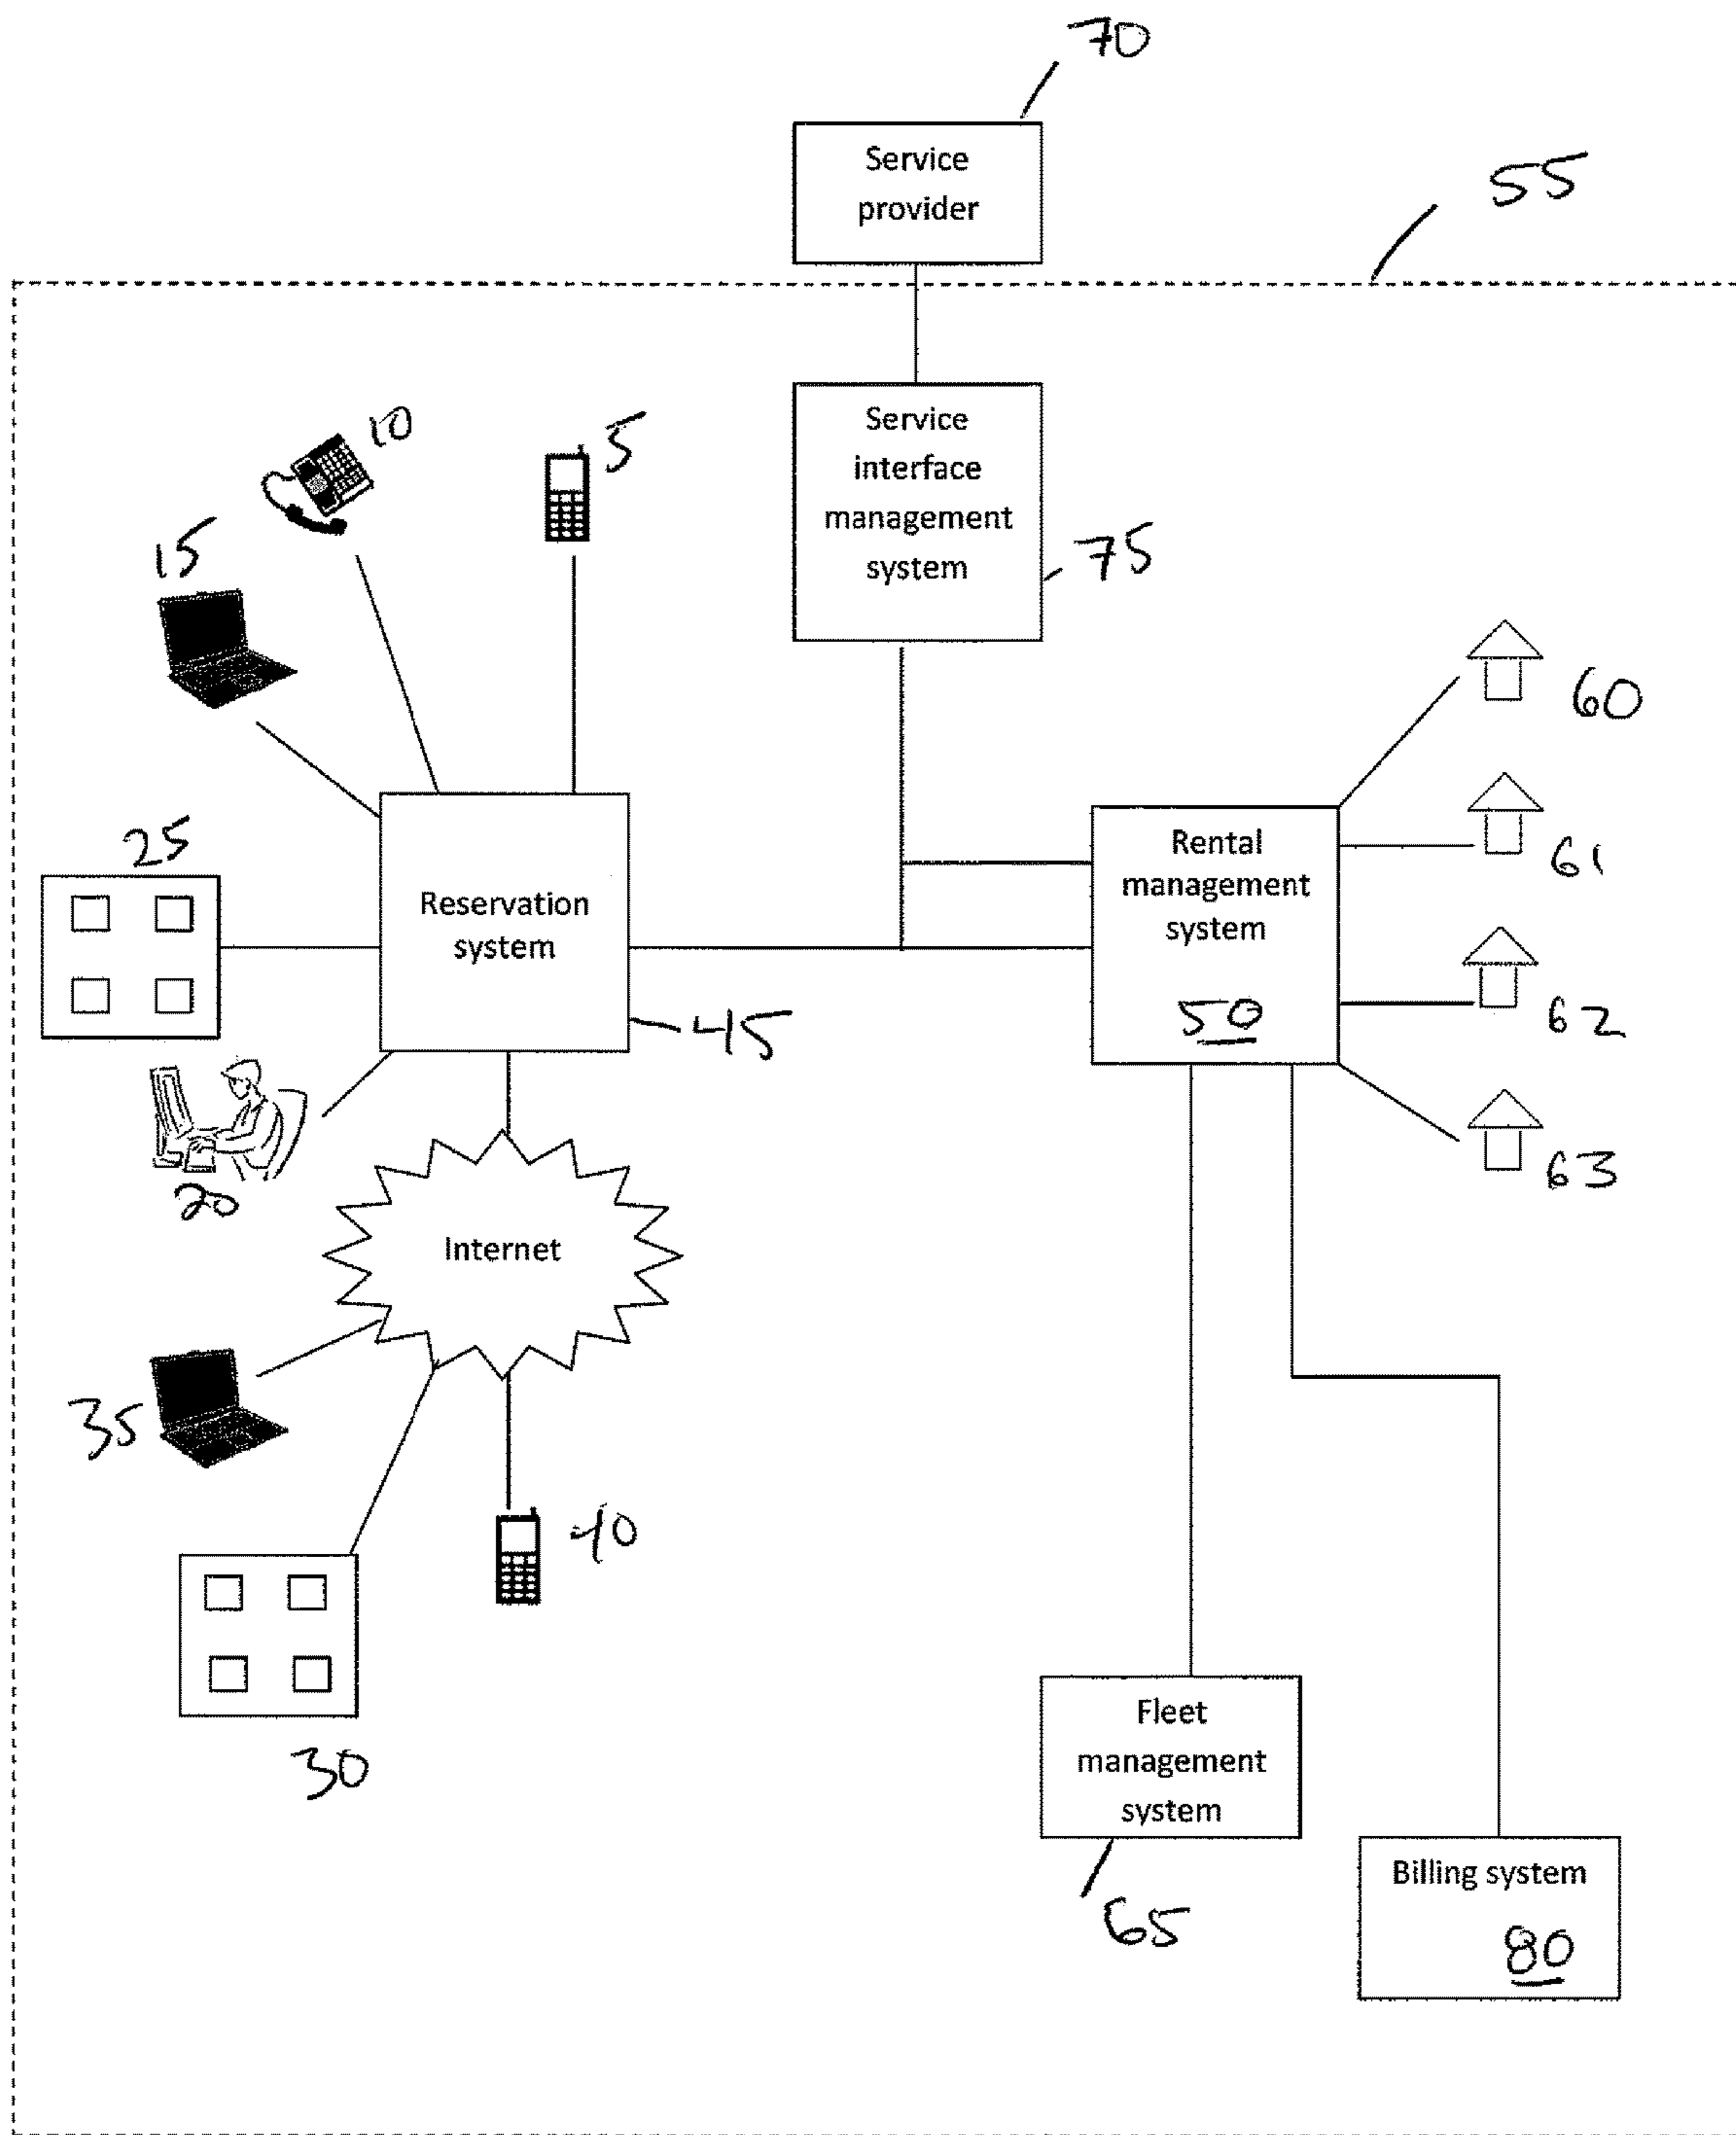 70
Service
provider
55
Service
interface
management
system
75
10
5
15
60
61
62
63
Rental
management
system
50
25
Reservation
system
45
20
Internet
35
40
30
Fleet
management
system
65
Billing system
80